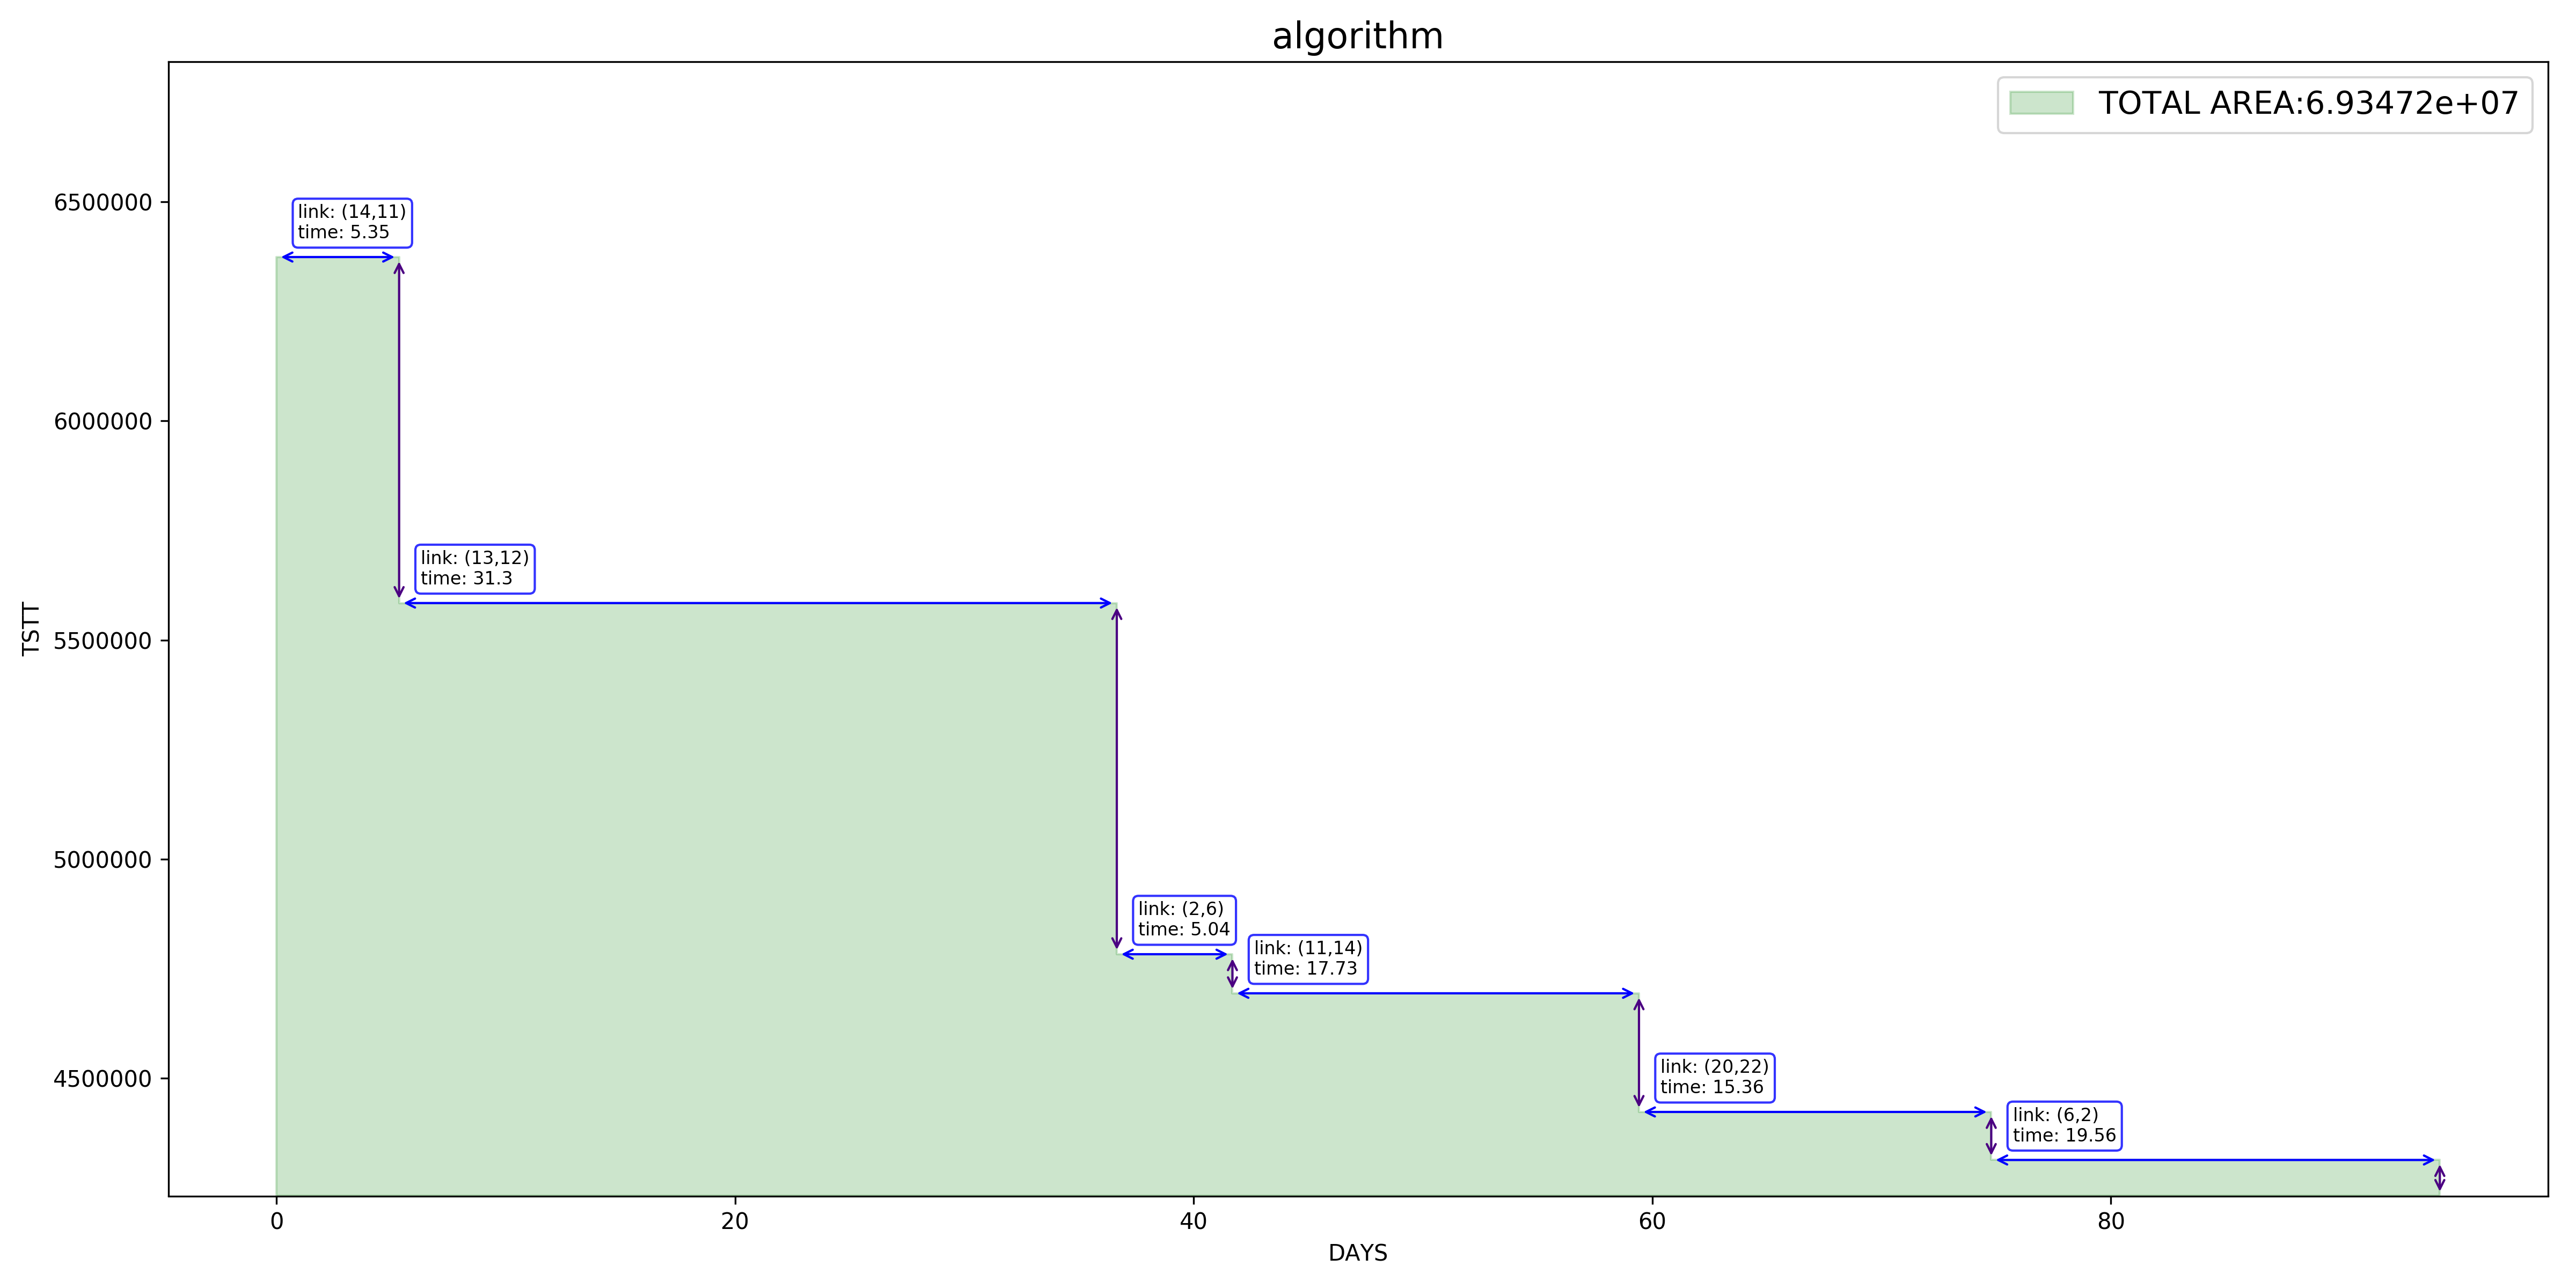 algorithm
TOTAL AREA:6.93472e+07
TSTT
6500000
6000000
5500000
5000000
4500000
link: (14,11)
time: 5.35
link: (13,12)
time: 31.3
link: (2,6)
time: 5.04
link: (11,14)
time: 17.73
link: (20,22)
time: 15.36
link: (6,2)
time: 19.56
0
20
40
60
80
DAYS